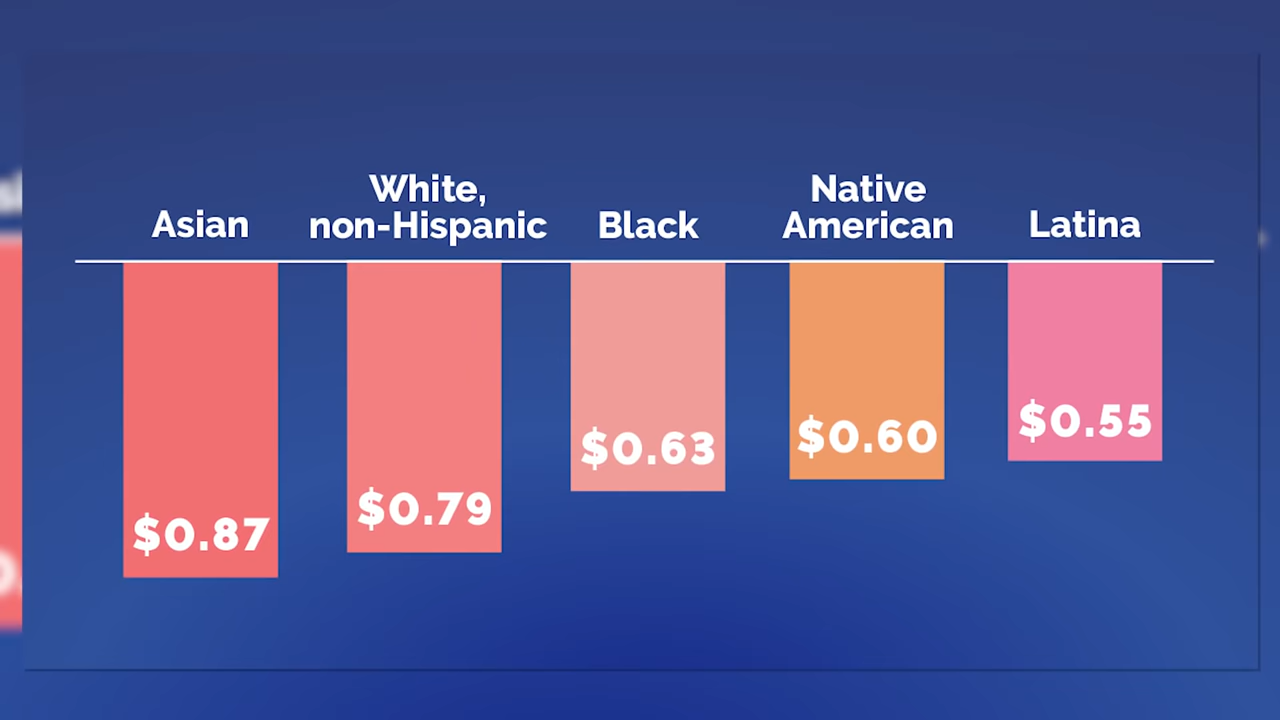 Asian
White,
non-Hispanic
Black
Native
American
Latina
$0.87
$0.79
$0.63
$0.60
$0.55